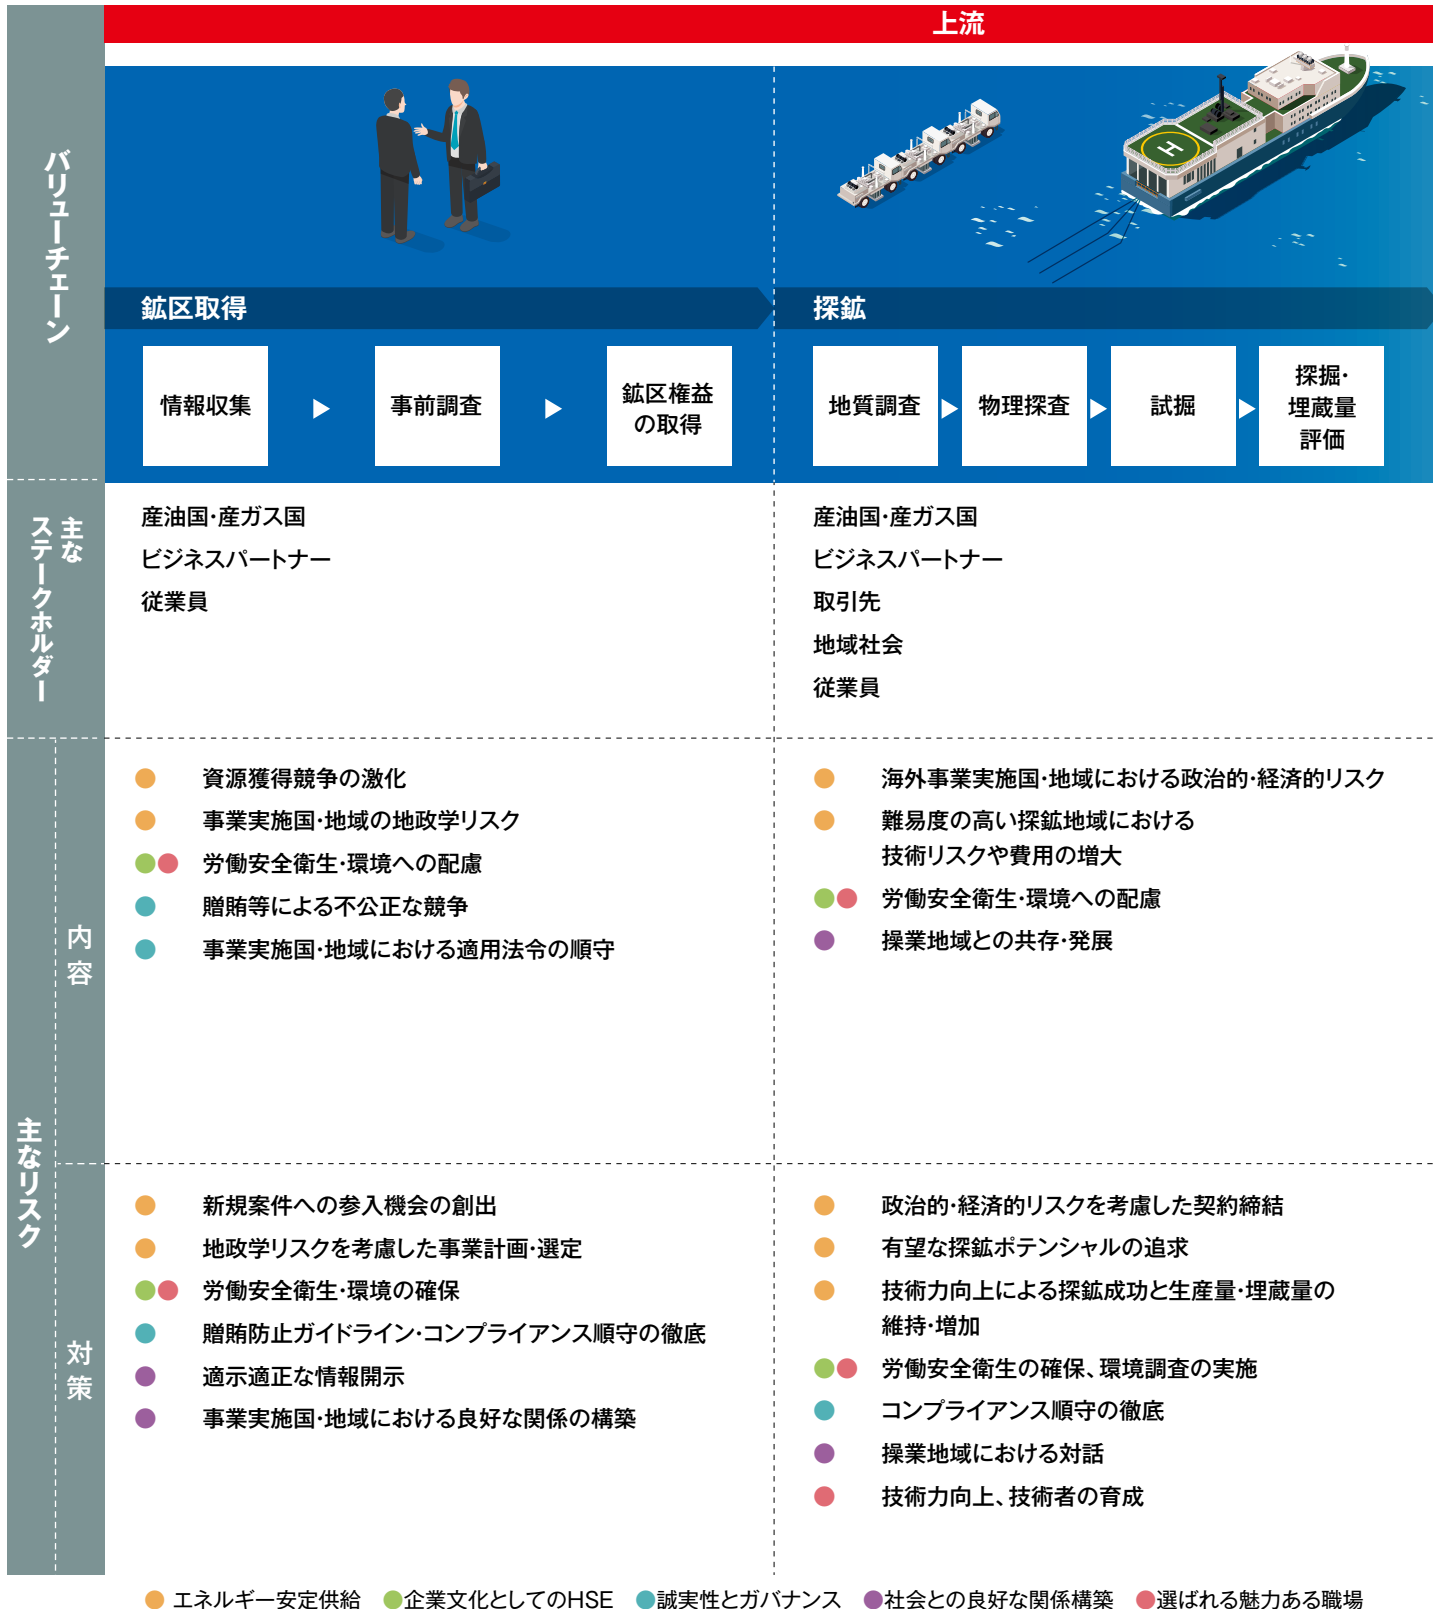 上流
バリューチェーン
H
鉱区取得
情報収集
事前調査
鉱区権益
の取得
探鉱
地質調査
物理探査
試掘
探掘・
埋蔵量
評価
主な
ステークホルダー
産油国・産ガス国
ビジネスパートナー
従業員
産油国・産ガス国
ビジネスパートナー
取引先
地域社会
従業員
主なリスク
内容
資源獲得競争の激化
事業実施国・地域の地政学リスク
労働安全衛生・環境への配慮
贈賄等による不公正な競争
事業実施国・地域における適用法令の順守
海外事業実施国・地域における政治的・経済的リスク
難易度の高い探鉱地域における
技術リスクや費用の増大
労働安全衛生・環境への配慮
操業地域との共存・発展
対策
新規案件への参入機会の創出
地政学リスクを考慮した事業計画・選定
労働安全衛生・環境の確保
贈賄防止ガイドライン・コンプライアンス順守の徹底
適示適正な情報開示
事業実施国・地域における良好な関係の構築
政治的・経済的リスクを考慮した契約締結
有望な探鉱ポテンシャルの追求
技術力向上による探鉱成功と生産量・埋蔵量の
維持・増加
労働安全衛生の確保、環境調査の実施
コンプライアンス順守の徹底
操業地域における対話
技術力向上、技術者の育成
エネルギー安定供給 企業文化としてのHSE 誠実性とガバナンス 社会との良好な関係構築 選ばれる魅力ある職場